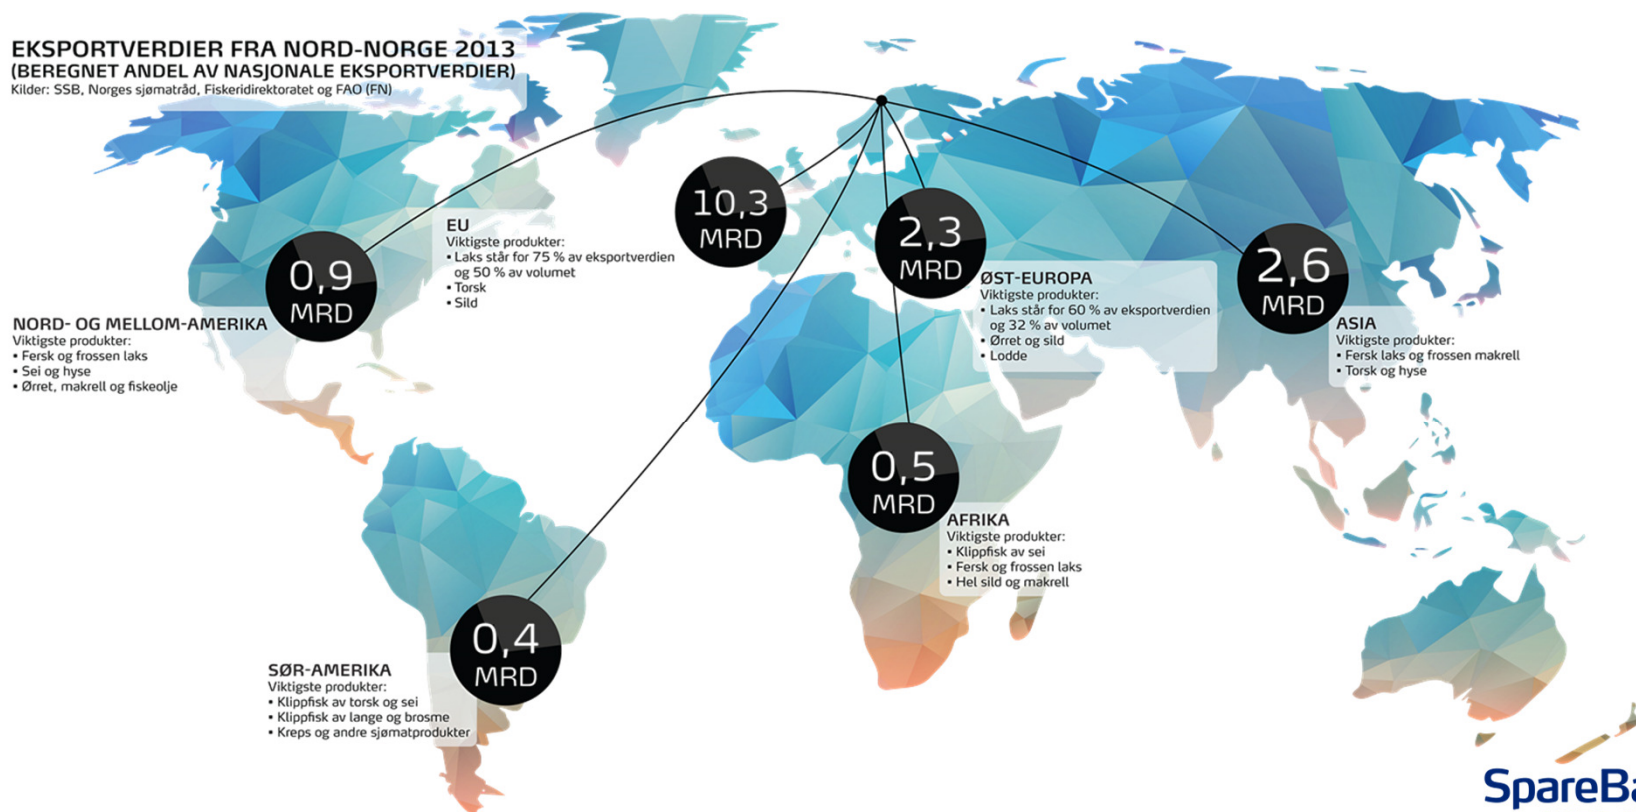 EKSPORTVERDIER FRA NORD-NORGE 2013
(BEREGNET ANDEL AV NASJONALE EKSPORTVERDIER)
Kilder: SSB, Norges sjømatråd, Fiskeridirektoratet og FAO (FN)
0,9
MRD
NORD- OG MELLOM-AMERIKA
Viktigste produkter:
▪ Fersk og frossen laks
▪ Sei og hyse
▪ Ørret, makrell og fiskeolje
10,3
MRD
EU
Viktigste produkter:
▪ Laks står for 75 % av eksportverdien
og 50 % av volumet
▪ Torsk
▪ Sild
2,3
MRD
ØST-EUROPA
Viktigste produkter:
▪ Laks står for 60 % av eksportverdien
og 32 % av volumet
▪ Ørret og sild
▪ Lodde
2,6
MRD
ASIA
Viktigste produkter:
▪ Fersk laks og frossen makrell
▪ Torsk og hyse
0,5
MRD
AFRIKA
Viktigste produkter:
▪ Klippfisk av sei
▪ Fersk og frossen laks
▪ Hel sild og makrell
0,4
MRD
SØR-AMERIKA
Viktigste produkter:
▪ Klippfisk av torsk og sei
▪ Klippfisk av lange og brosme
▪ Kreps og andre sjømatprodukter